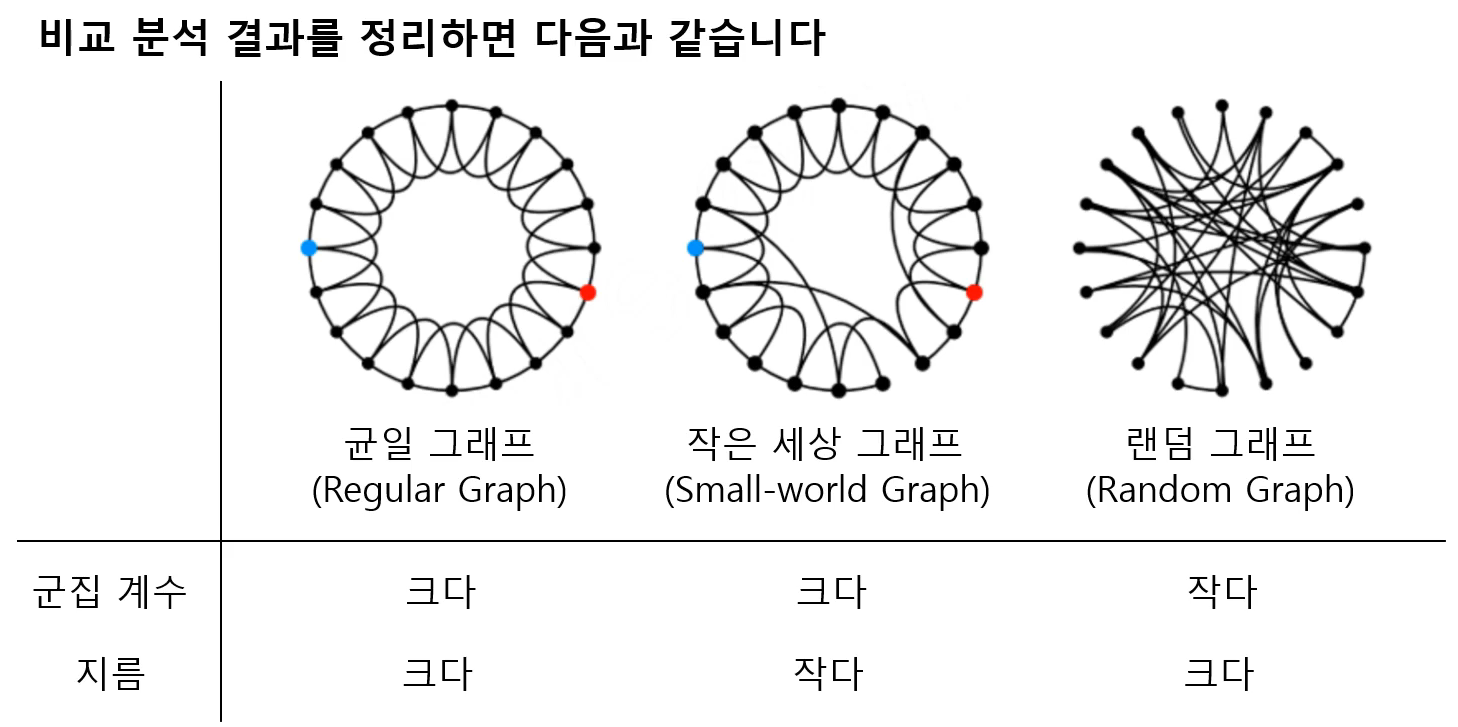 비교 분석 결과를 정리하면 다음과 같습니다
균일 그래프
(Regular Graph)
작은 세상 그래프
(Small-world Graph)
랜덤 그래프
(Random Graph)
군집 계수 크다 크다 작다
지름 크다 작다 크다